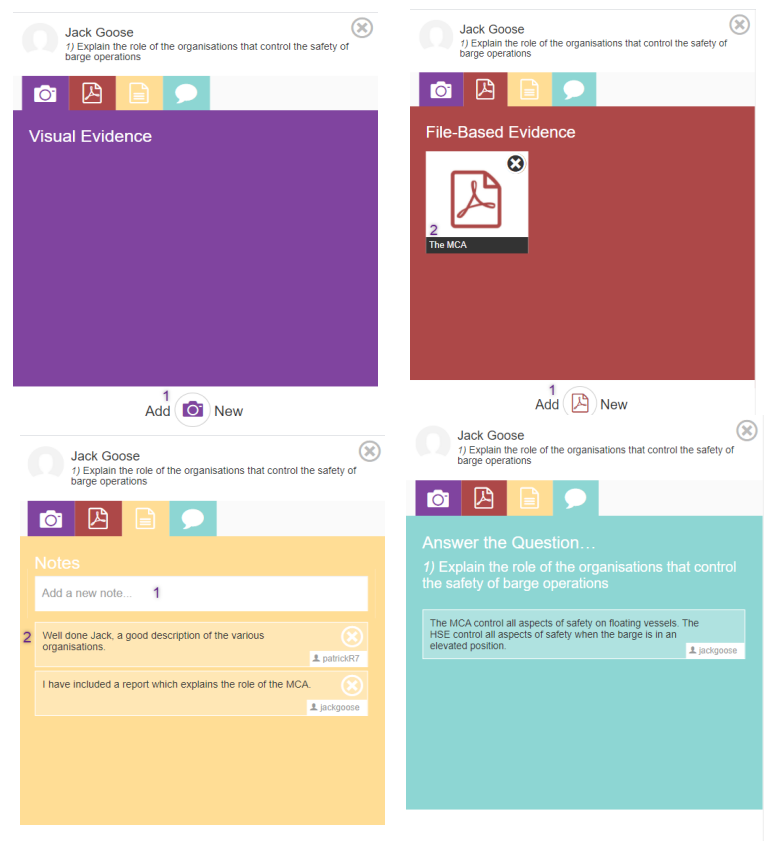 Jack Goose
1) Explain the role of the organisations that control the safety of
barge operations
Visual Evidence
1
Add New
Jack Goose
1) Explain the role of the organisations that control the safety of
barge operations
File-Based Evidence
2
The MCA
1
Add New
Jack Goose
1) Explain the role of the organisations that control the safety of
barge operations
Notes
Add a new note... 1
2 Well done Jack, a good description of the various
organisations.
patrickR7
I have included a report which explains the role of the MCA.
jackgoose
Jack Goose
1) Explain the role of the organisations that control the safety of
barge operations
Answer the Question...
1) Explain the role of the organisations that control
the safety of barge operations
The MCA control all aspects of safety on floating vessels. The
HSE control all aspects of safety when the barge is in an
elevated position.
jackgoose